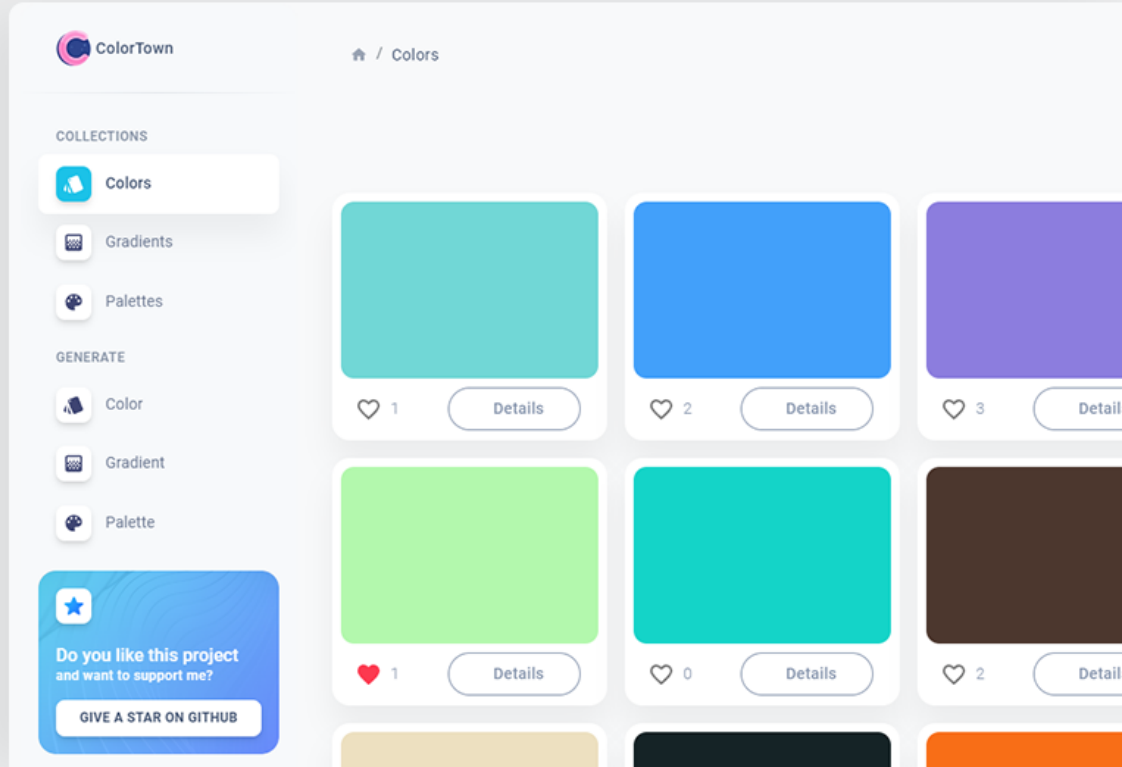 ColorTown
/ Colors
COLLECTIONS
Colors
Gradients
Palettes
GENERATE
Color
Gradient
Palette
Do you like this project
and want to support me?
GIVE A STAR ON GITHUB
1 Details
2 Details
3 Detail
1 Details
0 Details
2 Detail